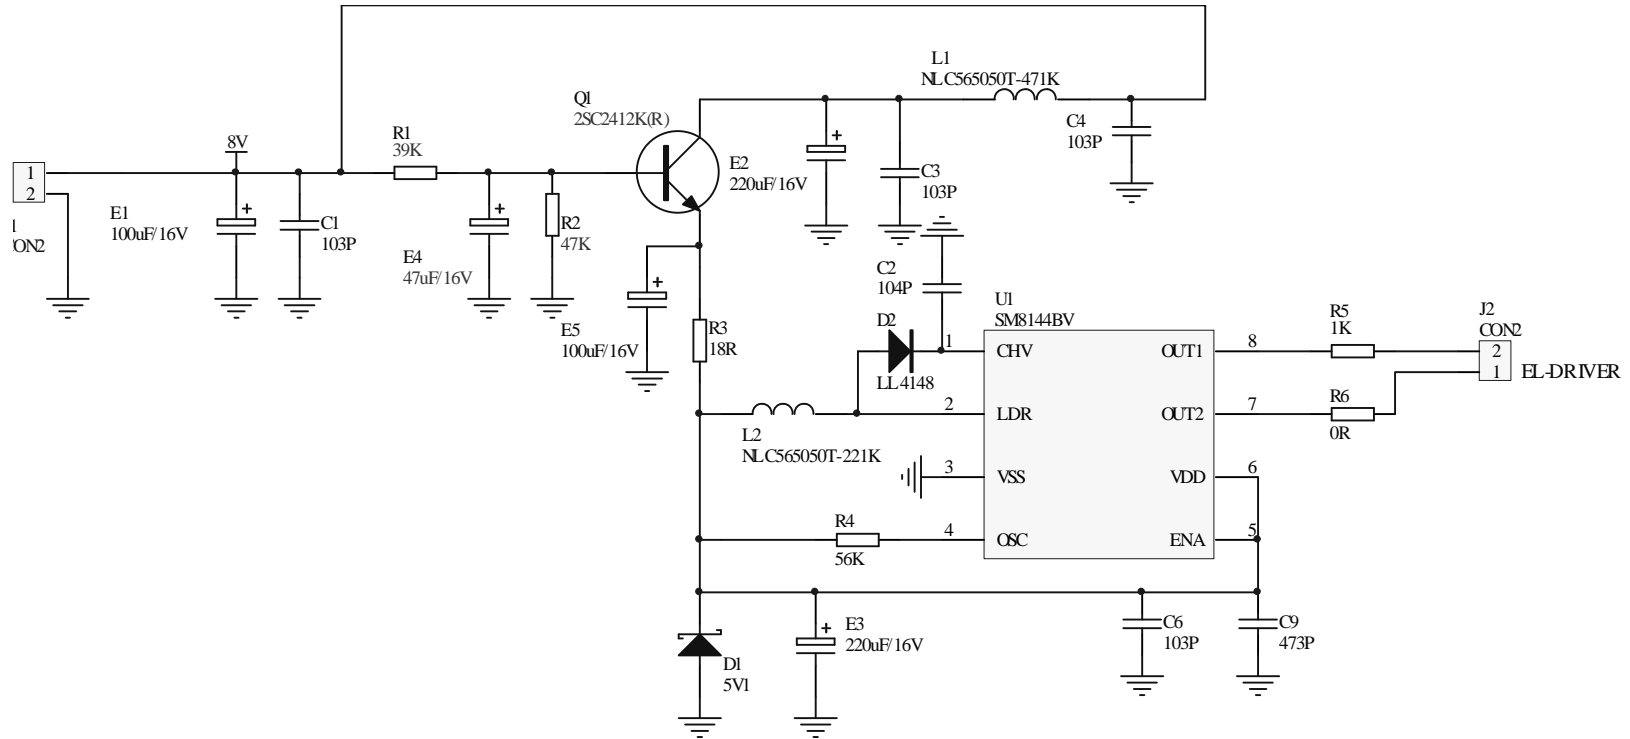 L1
NLC565050T-471K
Q1
2SC2412K(R)
C4
103P
8V
R1
39K
E2
220uF/16V
C3
103P
1
2
1
E1
100uF/16V
C1
103P
R2
47K
E4
47uF/16V
C2
104P
U1
SM8144BV
R5
1K
J2
CON2
E5
100uF/16V
R3
18R
D2
LL4148
1
CHV
OUT1
8
2
1
EL-DRIVER
2
LDR
OUT2
7
R6
0R
L2
NLC565050T-221K
3
VSS
VDD
6
R4
56K
4
OSC
ENA
5
D1
5V1
E3
220uF/16V
C6
103P
C9
473P